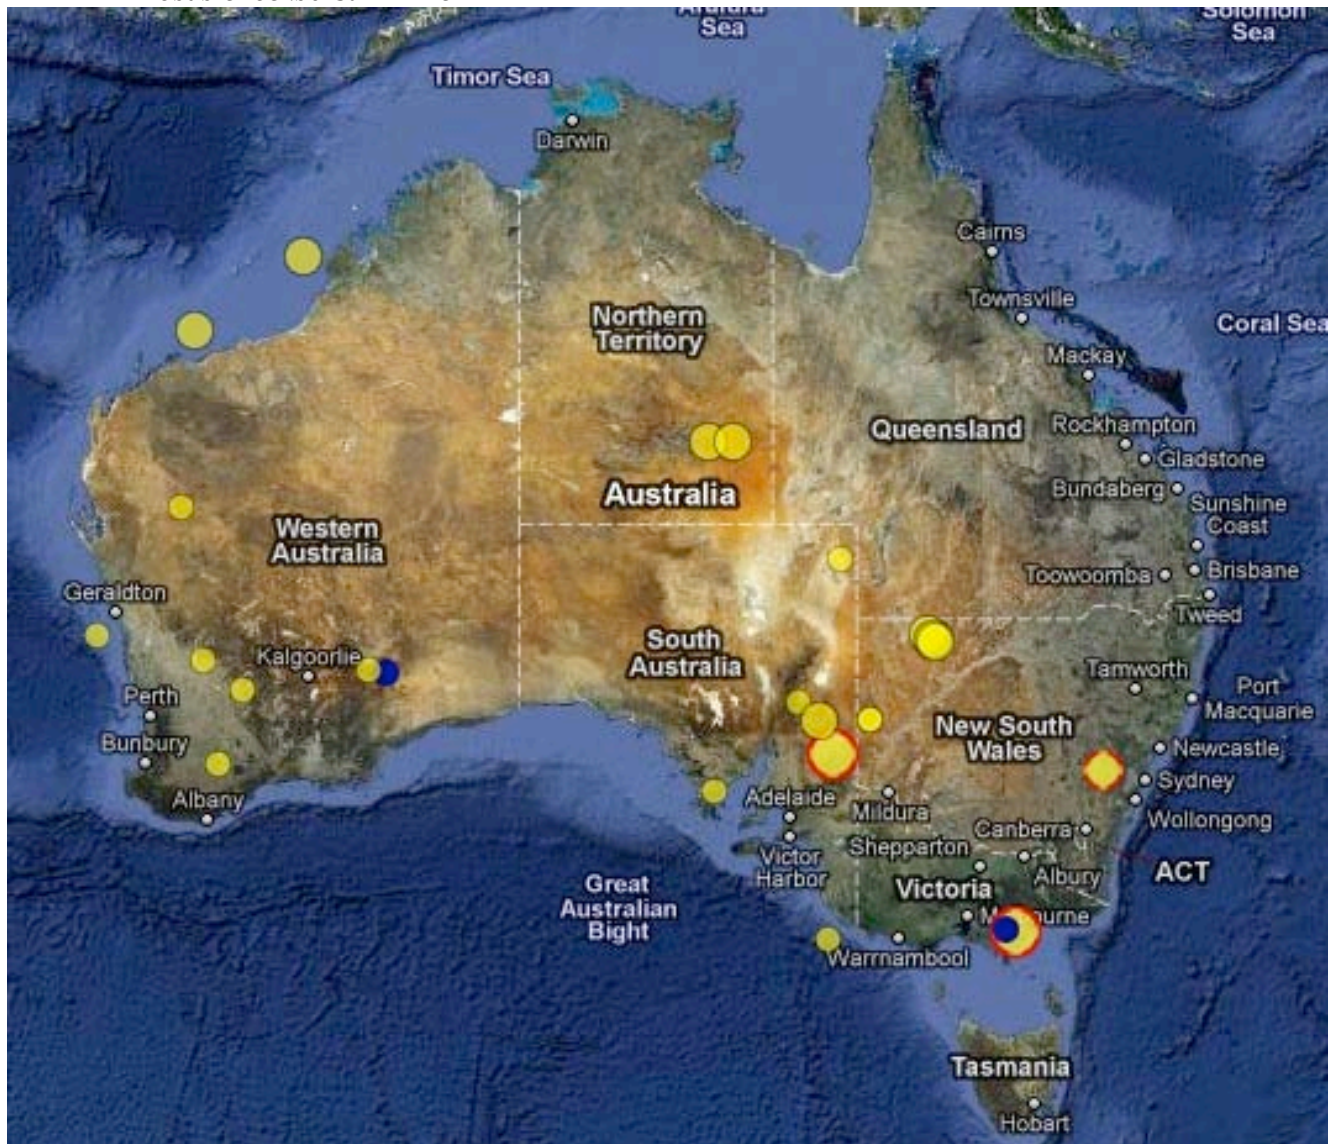 Arafura
Sea
Solomon
Sea
Timor Sea
Darwin
Cairns
Northern
Territory
Townsville
Coral Sea
Mackay
Queensland
Rockhampton
Gladstone
Australia
Bundaberg
Sunshine
Coast
Western
Australia
Toowoomba
Brisbane
Geraldton
Tweed
South
Australia
Kalgoorlie
Tamworth
Perth
Port
Macquarie
New South
Wales
Bunbury
Newcastle
Sydney
Albany
Adelaide
Mildura
Wollongong
Canberra
Victor
Harbor
Shepparton
Albury
ACT
Great
Australian
Bight
Victoria
Warrnambool
Tasmania
Hobart